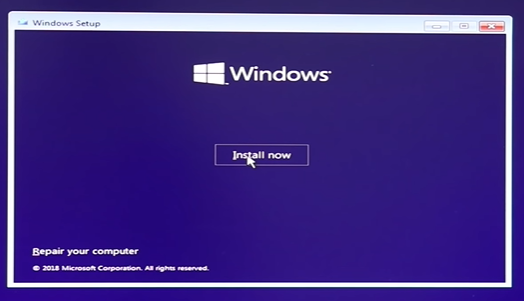 Windows Setup
Windows
Install now
Repair your computer
© 2018 Microsoft Corporation. All rights reserved.